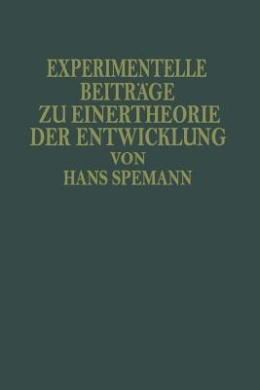 EXPERIMENTELLE
BEITRÄGE
ZU EINERTHEORIE
DER ENTWICKLUNG
VON
HANS SPEMANN